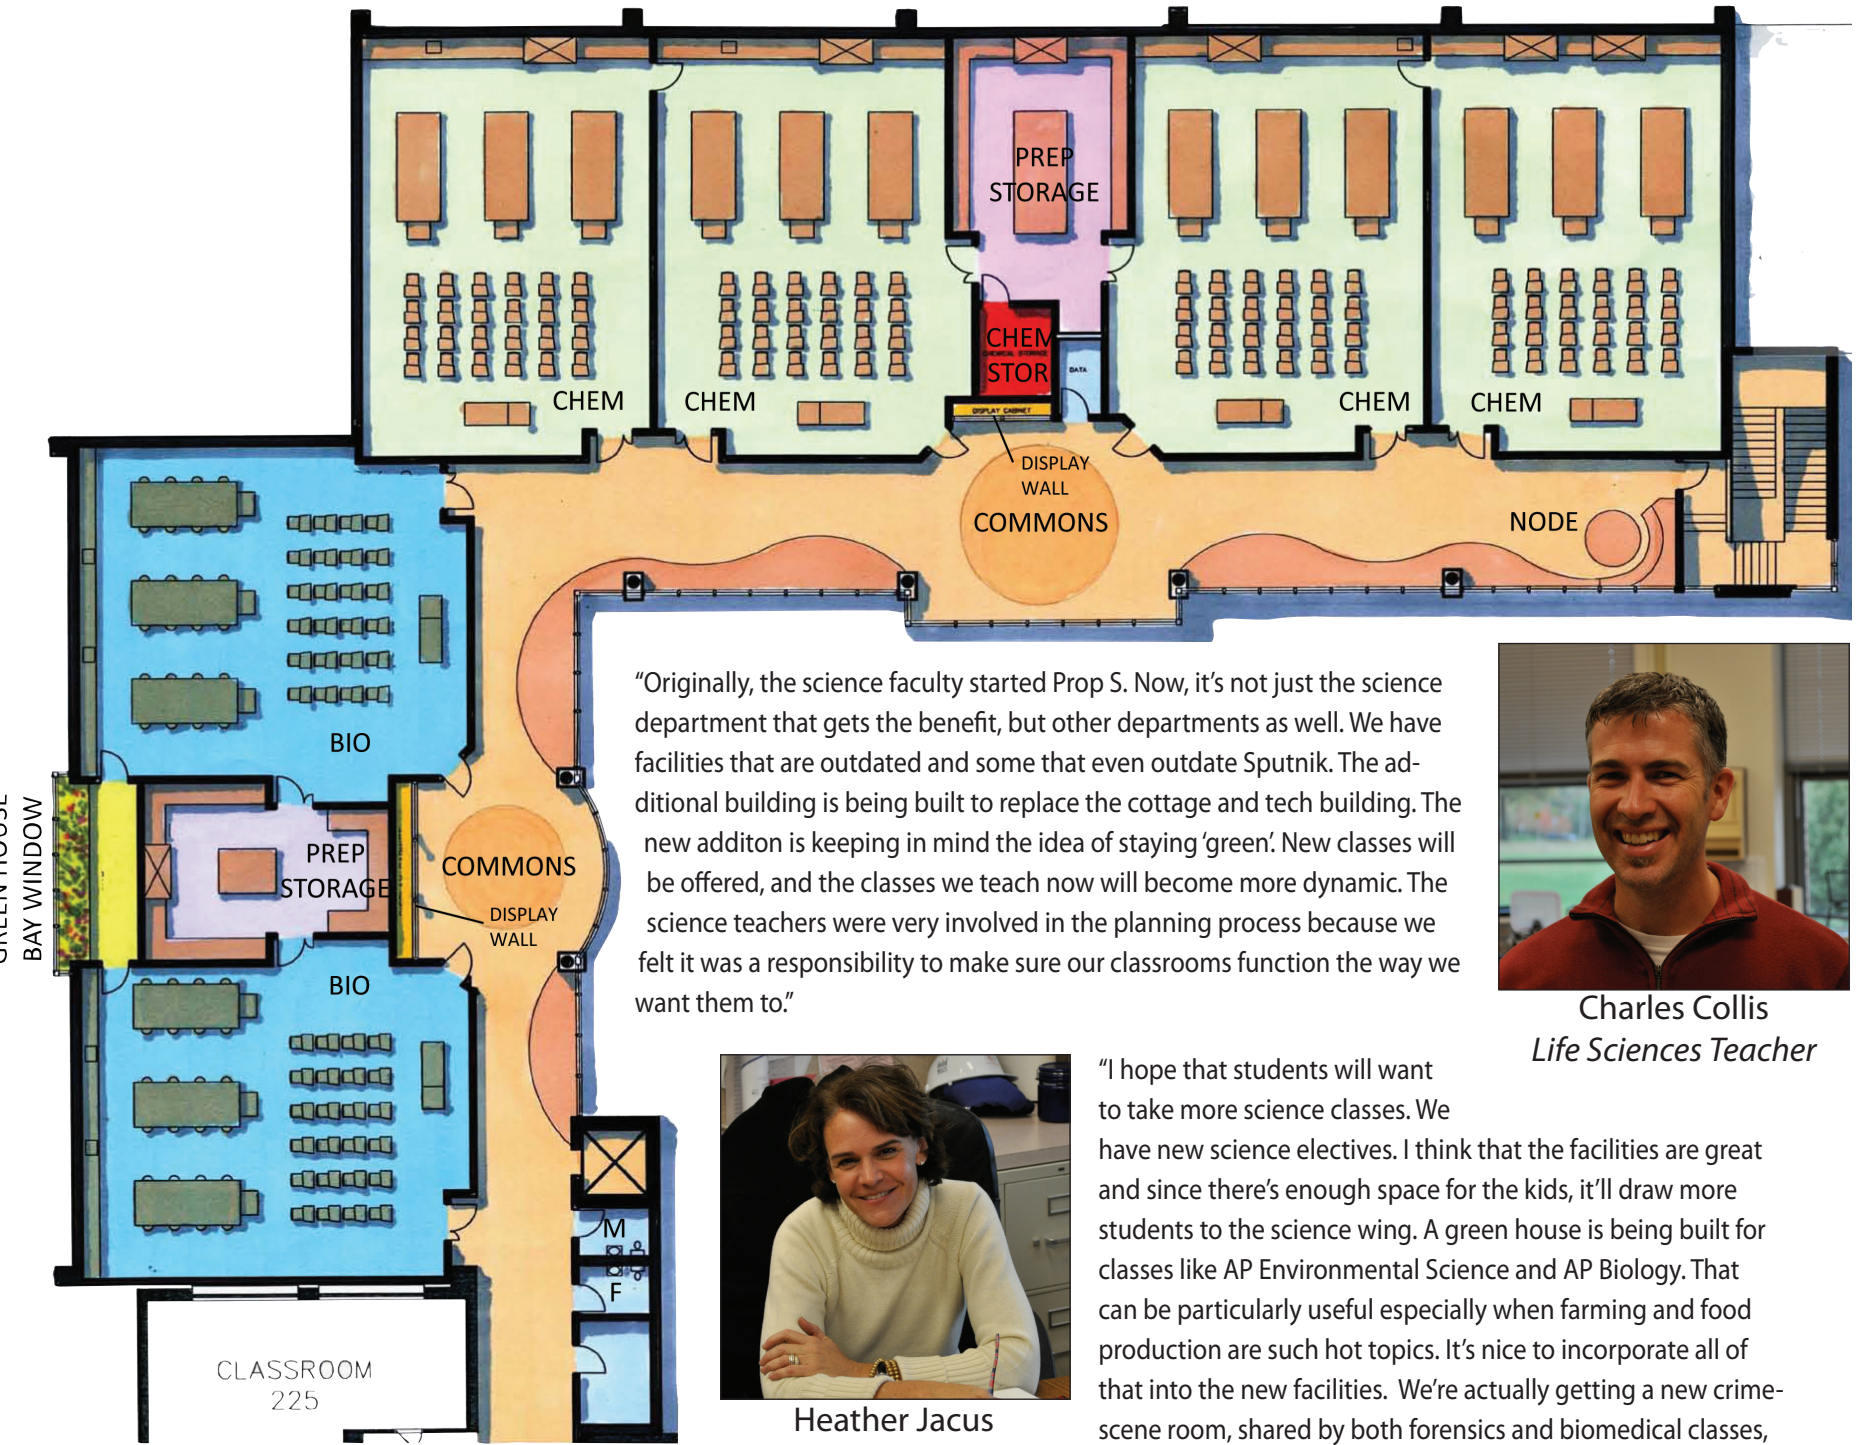 PREP
STORAGE
CHEM
CHEMICAL STORAGE
STOR
DATA
DISPLAY CABINET
CHEM
CHEM
CHEM
CHEM
DISPLAY
WALL
COMMONS
NODE
BIO
GREEN HOUSE
BAY WINDOW
PREP
STORAGE
COMMONS
DISPLAY
WALL
BIO
M
F
CLASSROOM
225
“Originally, the science faculty started Prop S. Now, it’s not just the science
department that gets the benefit, but other departments as well. We have
facilities that are outdated and some that even outdate Sputnik. The ad-
ditional building is being built to replace the cottage and tech building. The
new additon is keeping in mind the idea of staying ‘green’. New classes will
be offered, and the classes we teach now will become more dynamic. The
science teachers were very involved in the planning process because we
felt it was a responsibility to make sure our classrooms function the way we
want them to.”
Charles Collis
Life Sciences Teacher
Heather Jacus
“I hope that students will want
to take more science classes. We
have new science electives. I think that the facilities are great
and since there’s enough space for the kids, it’ll draw more
students to the science wing. A green house is being built for
classes like AP Environmental Science and AP Biology. That
can be particularly useful especially when farming and food
production are such hot topics. It’s nice to incorporate all of
that into the new facilities. We’re actually getting a new crime-
scene room, shared by both forensics and biomedical classes,